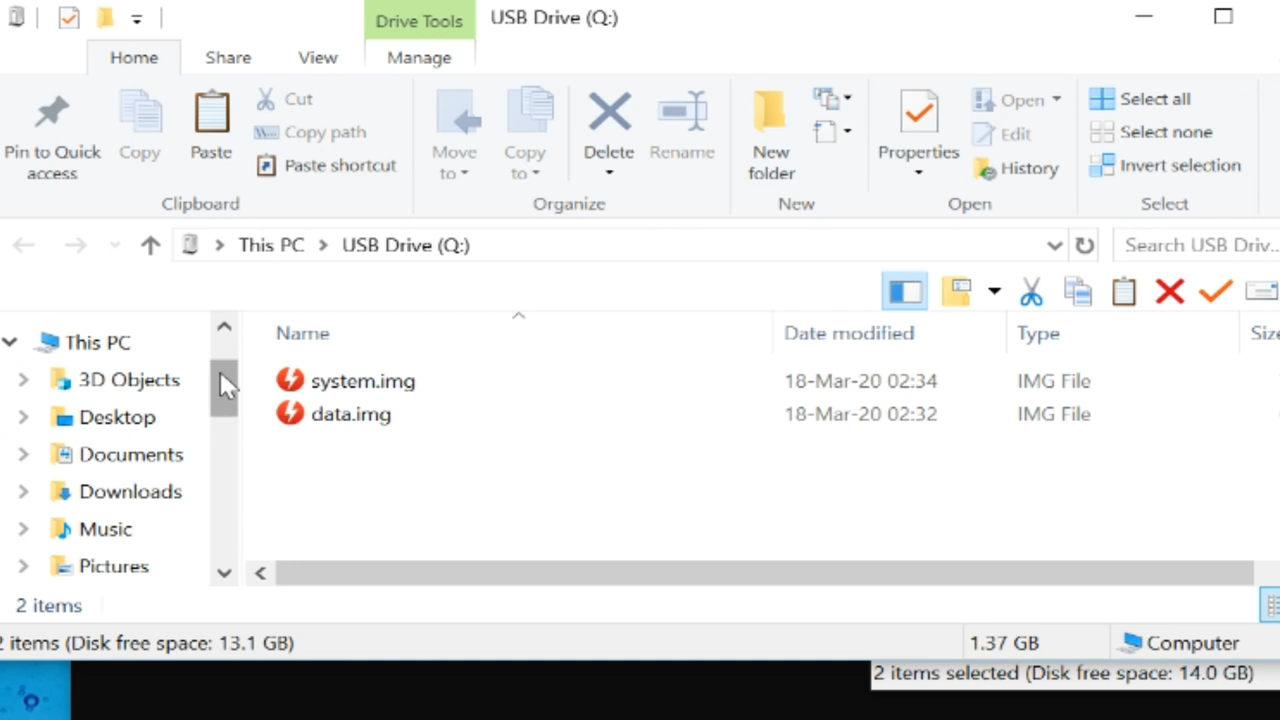 Drive Tools
USB Drive (Q:)
Home
Share
View
Manage
Pin to Quick
access
Copy
Paste
Cut
Copy path
Paste shortcut
Clipboard
Move
to
Copy
to
Delete
Rename
Organize
New
folder
New
Properties
Open
Edit
History
Open
Select all
Select none
Invert selection
Select
This PC
USB Drive (Q:)
Search USB Driv...
This PC
3D Objects
Desktop
Documents
Downloads
Music
Pictures
Name
Date modified
Type
system.img
18-Mar-20 02:34
IMG File
data.img
18-Mar-20 02:32
IMG File
2 items
2 items (Disk free space: 13.1 GB)
1.37 GB
Computer
2 items selected (Disk free space: 14.0 GB)